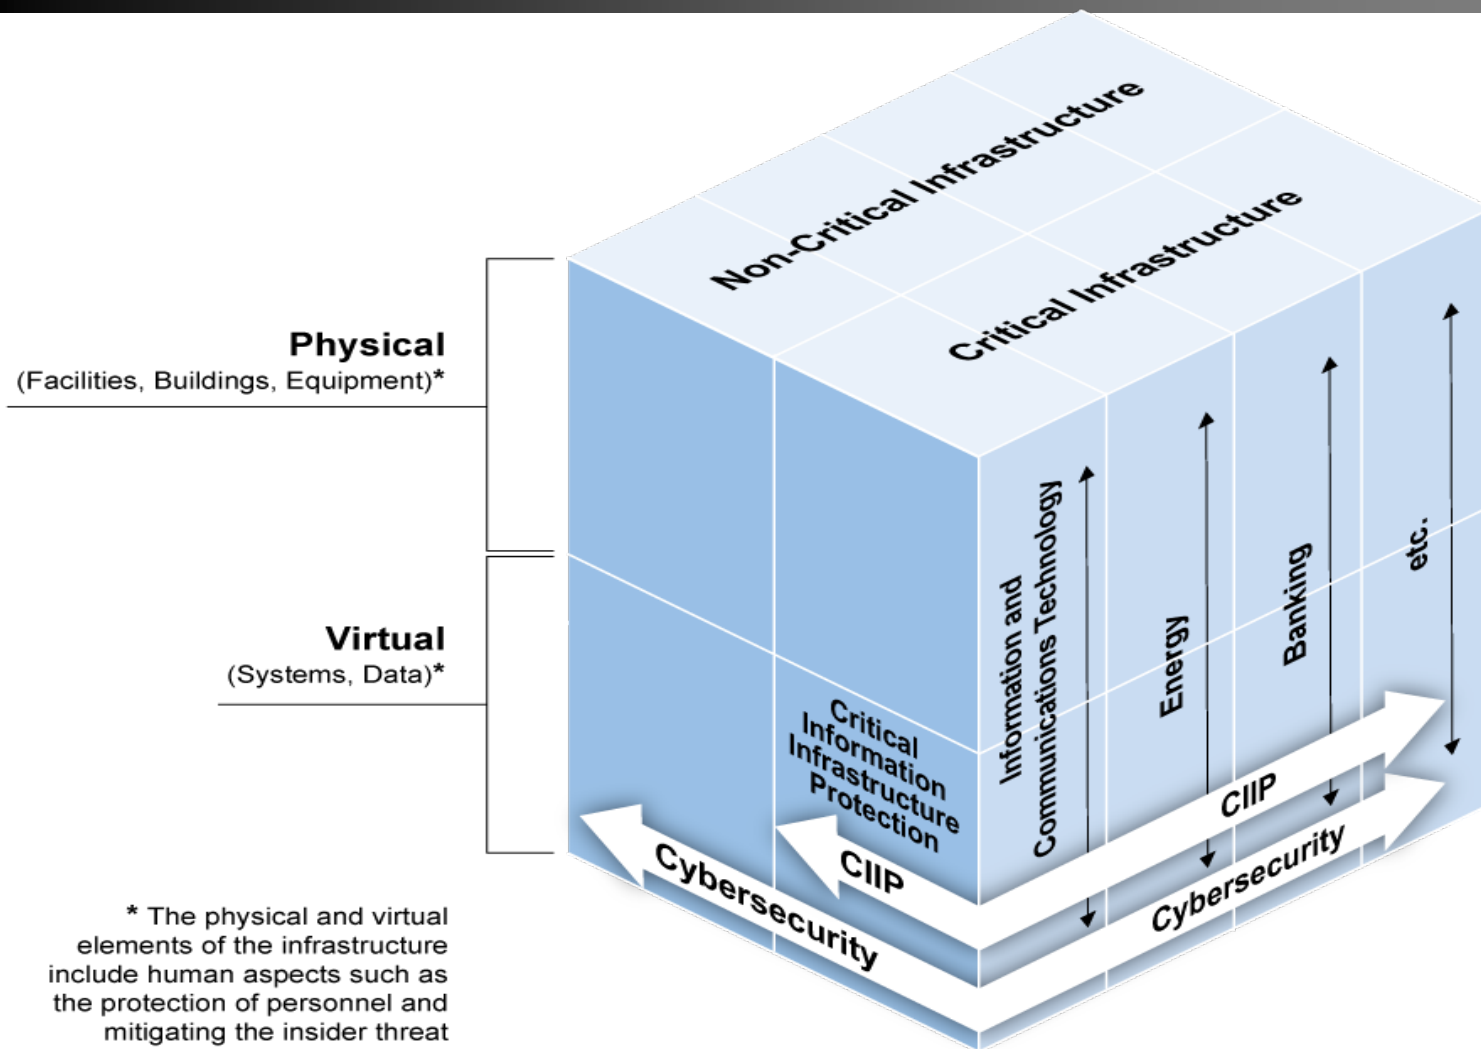 Non-Critical Infrastructure
Critical Infrastructure
Physical
(Facilities, Buildings, Equipment)*
Virtual
(Systems, Data)*
Information and
Communications Technology
Energy
Banking
etc.
Critical
Information
Infrastructure
Protection
CIIP
CIIP
Cybersecurity
Cybersecurity
* The physical and virtual
elements of the infrastructure
include human aspects such as
the protection of personnel and
mitigating the insider threat